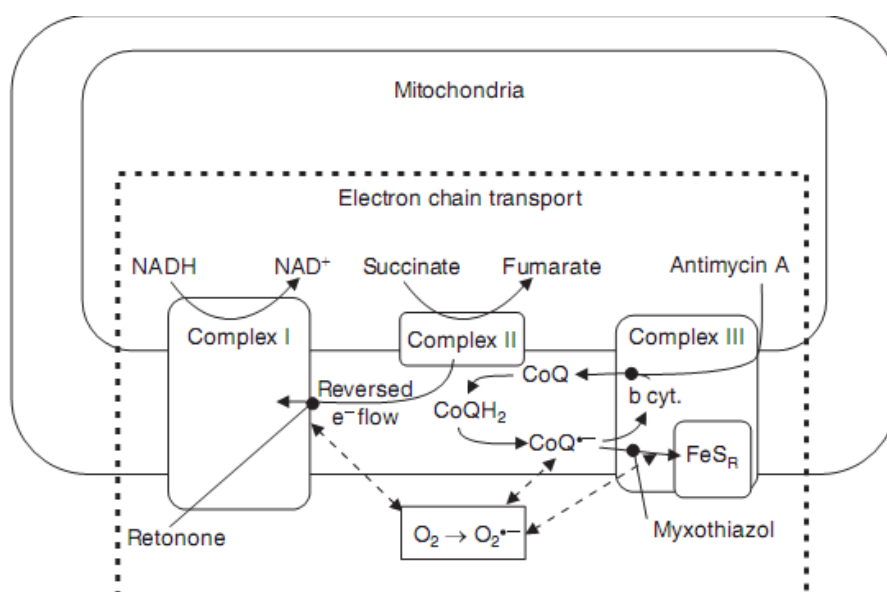 Mitochondria
Electron chain transport
NADH
NAD⁺
Succinate
Fumarate
Antimycin A
Complex I
Complex II
Complex III
Reversed
e⁻ flow
CoQ
b cyt.
CoQH₂
CoQ•⁻
FeS_R
Retonone
O₂ → O₂•⁻
Myxothiazol